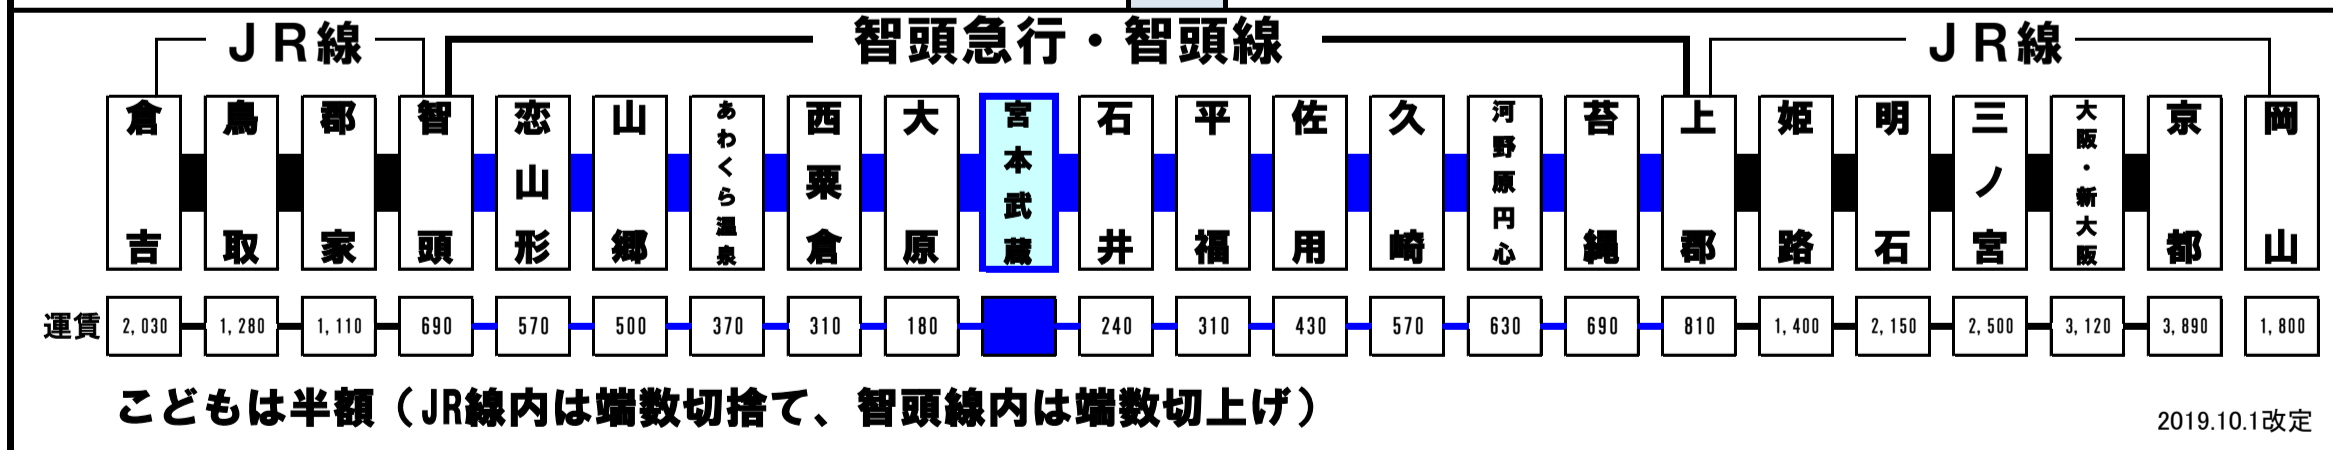 JR線 智頭急行・智頭線 JR線
倉吉 鳥取 郡家 智頭 恋山形 山郷 あわくら温泉 西粟倉 大原 宮本武蔵 石井 平福 佐用 久崎 河野原円心 苔縄 上郡 姫路 明石 三ノ宮 大阪・新大阪 京都 岡山
運賃 2,030 1,280 1,110 690 570 500 370 310 180 240 310 430 570 630 690 810 1,400 2,150 2,500 3,120 3,890 1,800
こどもは半額（JR線内は端数切捨て、智頭線内は端数切上げ）
2019.10.1改定